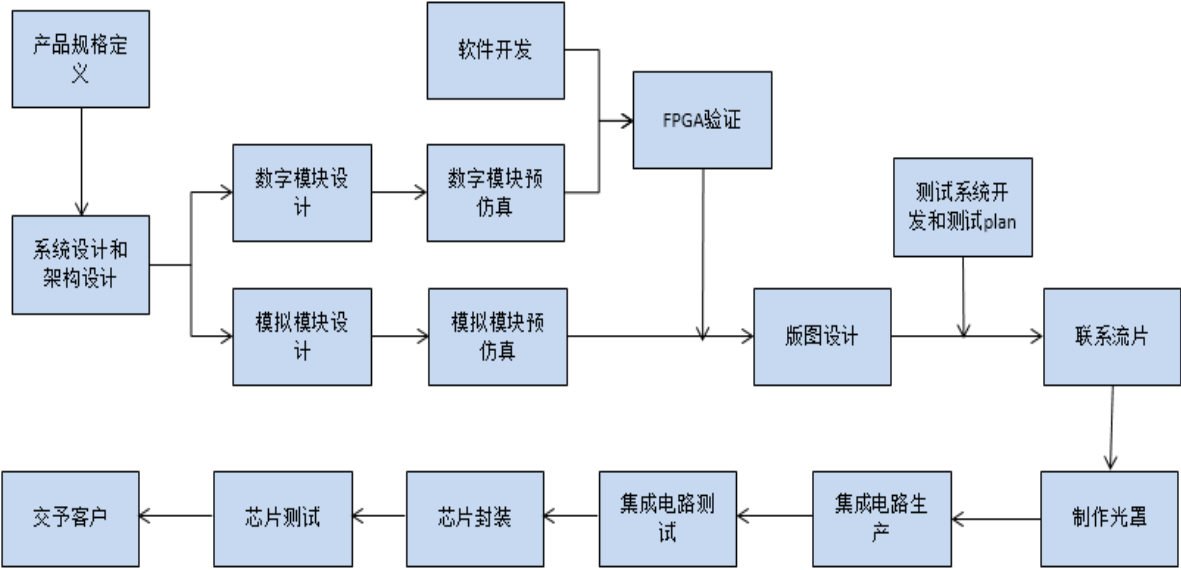 产品规格定
义
软件开发
FPGA验证
数字模块设
计
数字模块预
仿真
测试系统开
发和测试plan
系统设计和
架构设计
模拟模块设
计
模拟模块预
仿真
版图设计
联系流片
交予客户
芯片测试
芯片封装
集成电路测
试
集成电路生
产
制作光罩